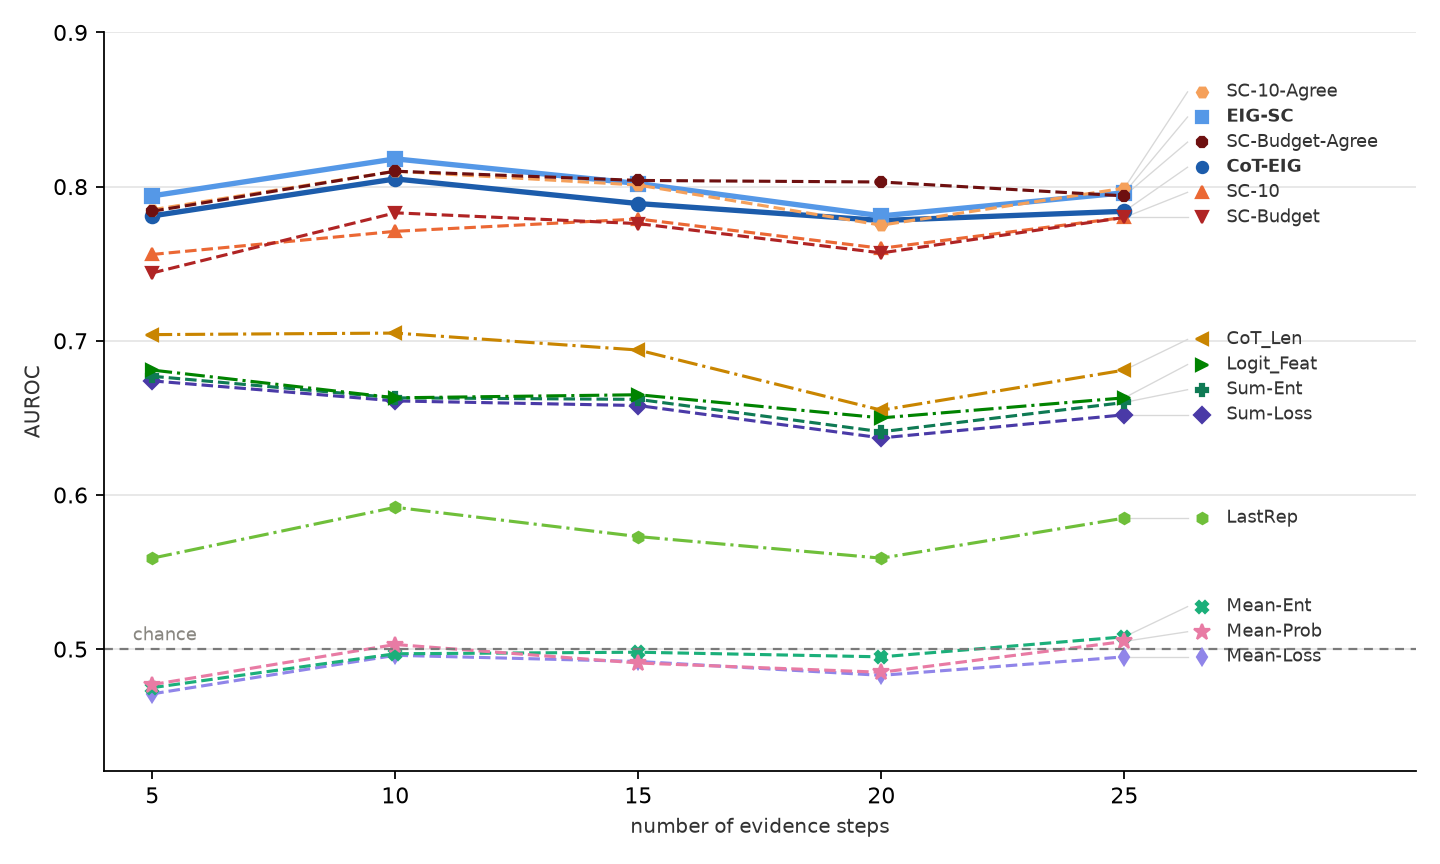 0.9
0.8
0.7
0.6
0.5
AUROC
chance
SC-10-Agree
EIG-SC
SC-Budget-Agree
CoT-EIG
SC-10
SC-Budget
CoT_Len
Logit_Feat
Sum-Ent
Sum-Loss
LastRep
Mean-Ent
Mean-Prob
Mean-Loss
5 10 15 20 25
number of evidence steps